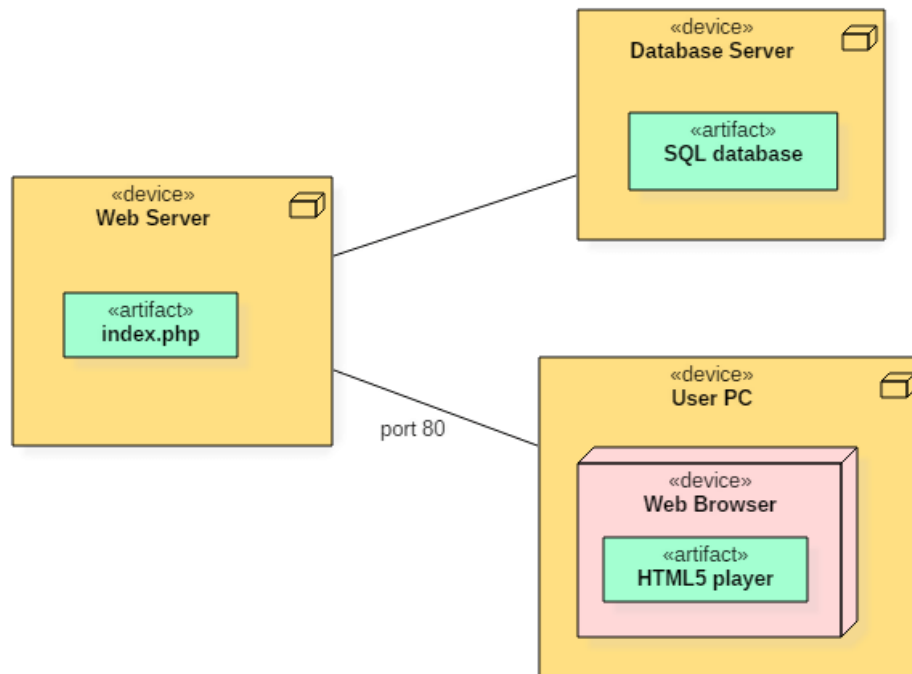 «device»
Database Server
«artifact»
SQL database
«device»
Web Server
«artifact»
index.php
port 80
«device»
User PC
«device»
Web Browser
«artifact»
HTML5 player